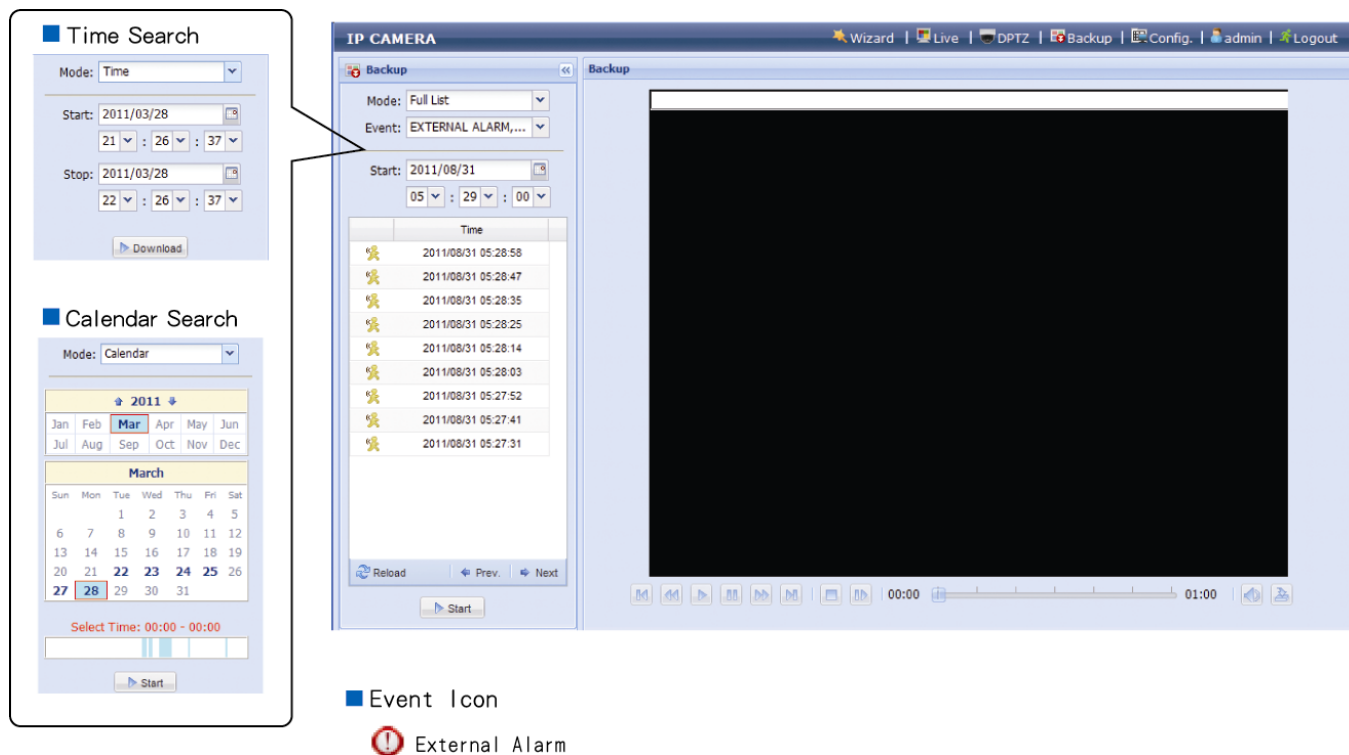 Time Search
Mode: Time
Start: 2011/03/28
21 : 26 : 37
Stop: 2011/03/28
22 : 26 : 37
Download
Calendar Search
Mode: Calendar
2011
Jan Feb Mar Apr May Jun
Jul Aug Sep Oct Nov Dec
March
Sun Mon Tue Wed Thu Fri Sat
1 2 3 4 5
6 7 8 9 10 11 12
13 14 15 16 17 18 19
20 21 22 23 24 25 26
27 28 29 30 31
Select Time: 00:00 - 00:00
Start
IP CAMERA
Wizard | Live | DPTZ | Backup | Config. | admin | Logout
Backup
Mode: Full List
Event: EXTERNAL ALARM,...
Start: 2011/08/31
05 : 29 : 00
Time
2011/08/31 05:28:58
2011/08/31 05:28:47
2011/08/31 05:28:35
2011/08/31 05:28:25
2011/08/31 05:28:14
2011/08/31 05:28:03
2011/08/31 05:27:52
2011/08/31 05:27:41
2011/08/31 05:27:31
Reload Prev. Next
Start
Backup
00:00 01:00
Event Icon
External Alarm